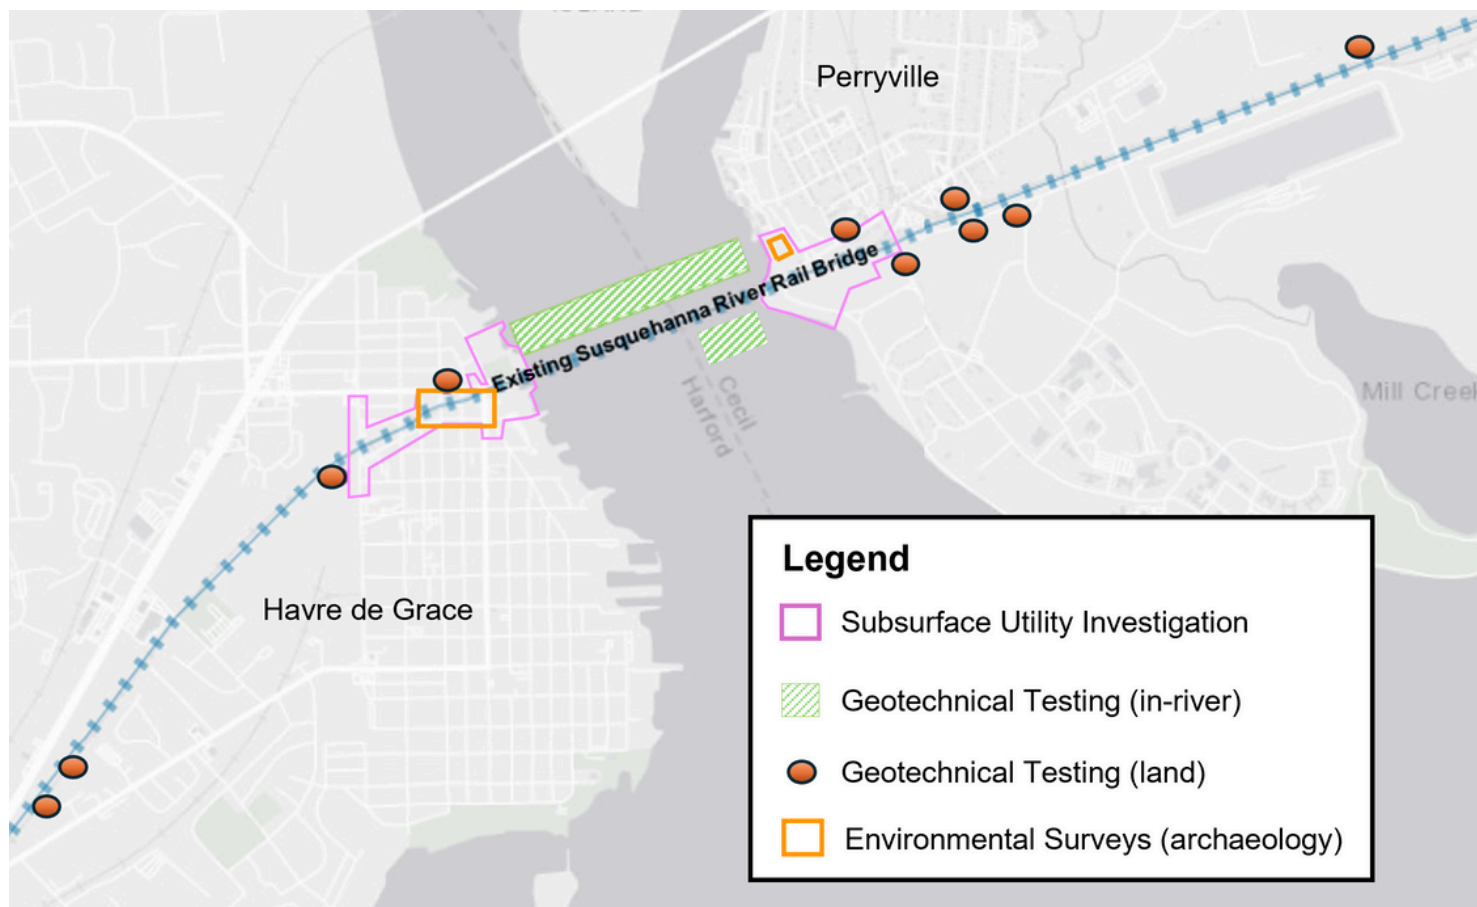 Perryville
Existing Susquehanna River Rail Bridge
Cecil
Harford
Mill Creek
Havre de Grace
Legend
Subsurface Utility Investigation
Geotechnical Testing (in-river)
Geotechnical Testing (land)
Environmental Surveys (archaeology)